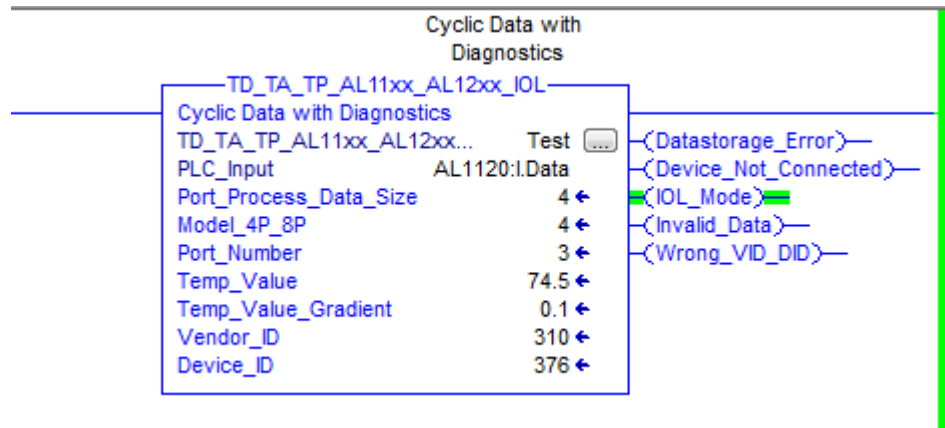 Cyclic Data with
Diagnostics
TD_TA_TP_AL11xx_AL12xx_IOL
Cyclic Data with Diagnostics
TD_TA_TP_AL11xx_AL12xx... Test ... (Datastorage_Error)
PLC_Input AL1120:I.Data (Device_Not_Connected)
Port_Process_Data_Size 4 (IOL_Mode)
Model_4P_8P 4 (Invalid_Data)
Port_Number 3 (Wrong_VID_DID)
Temp_Value 74.5
Temp_Value_Gradient 0.1
Vendor_ID 310
Device_ID 376